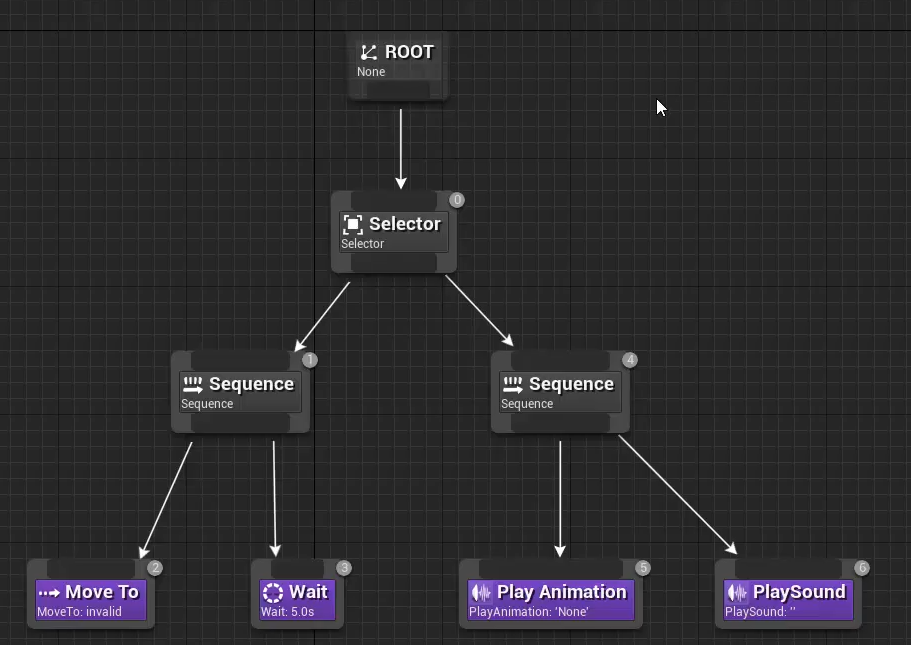 ROOT
None
0
Selector
Selector
1
Sequence
Sequence
4
Sequence
Sequence
2
Move To
MoveTo: invalid
3
Wait
Wait: 5.0s
5
Play Animation
PlayAnimation: 'None'
6
PlaySound
PlaySound: ''